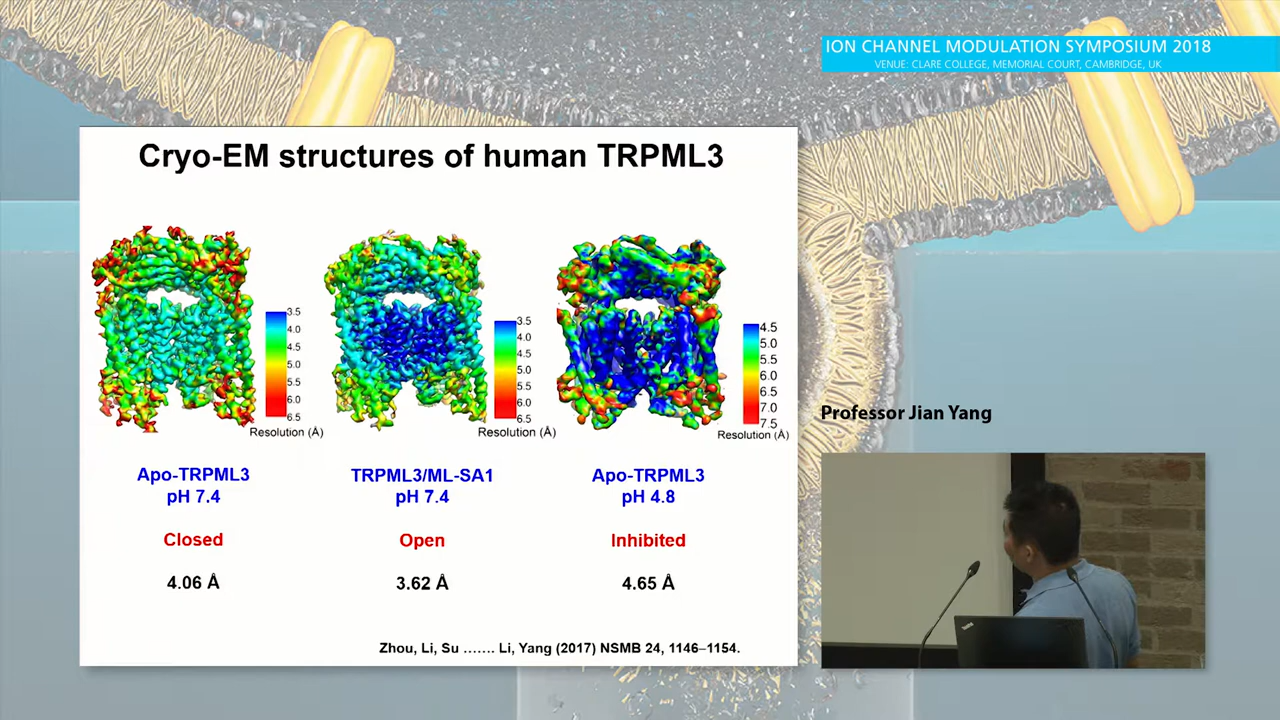 ION CHANNEL MODULATION SYMPOSIUM 2018
VENUE: CLARE COLLEGE, MEMORIAL COURT, CAMBRIDGE, UK
Cryo-EM structures of human TRPML3
3.5
4.0
4.5
5.0
5.5
6.0
6.5
Resolution (Å)
3.5
4.0
4.5
5.0
5.5
6.0
6.5
Resolution (Å)
4.5
5.0
5.5
6.0
6.5
7.0
7.5
Resolution (Å)
Apo-TRPML3
pH 7.4
Closed
4.06 Å
TRPML3/ML-SA1
pH 7.4
Open
3.62 Å
Apo-TRPML3
pH 4.8
Inhibited
4.65 Å
Zhou, Li, Su ....... Li, Yang (2017) NSMB 24, 1146–1154.
Professor Jian Yang